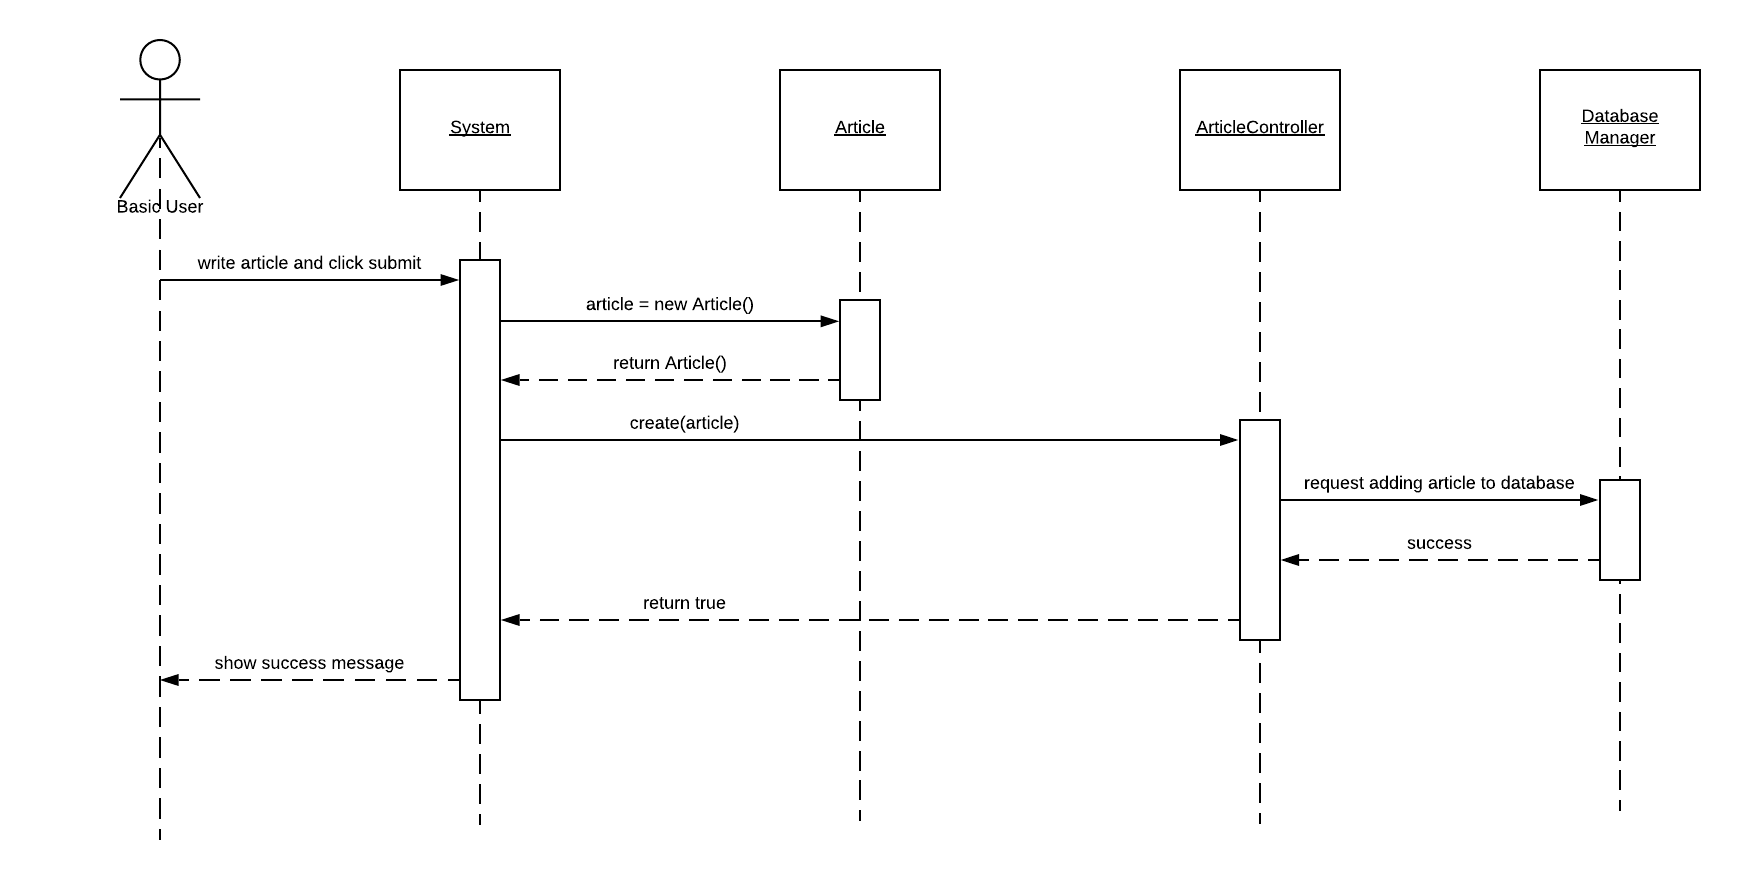 System
Article
ArticleController
Database
Manager
Basic User
write article and click submit
article = new Article()
return Article()
create(article)
request adding article to database
success
return true
show success message